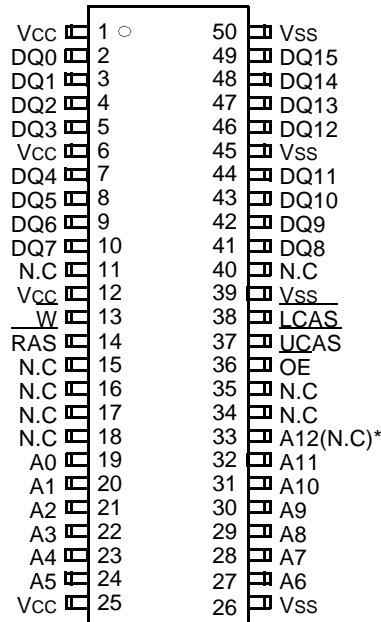 VCC 1 50 VSS
DQ0 2 49 DQ15
DQ1 3 48 DQ14
DQ2 4 47 DQ13
DQ3 5 46 DQ12
VCC 6 45 VSS
DQ4 7 44 DQ11
DQ5 8 43 DQ10
DQ6 9 42 DQ9
DQ7 10 41 DQ8
N.C 11 40 N.C
VCC 12 39 VSS
W 13 38 LCAS
RAS 14 37 UCAS
N.C 15 36 OE
N.C 16 35 N.C
N.C 17 34 N.C
N.C 18 33 A12(N.C)*
A0 19 32 A11
A1 20 31 A10
A2 21 30 A9
A3 22 29 A8
A4 23 28 A7
A5 24 27 A6
VCC 25 26 VSS